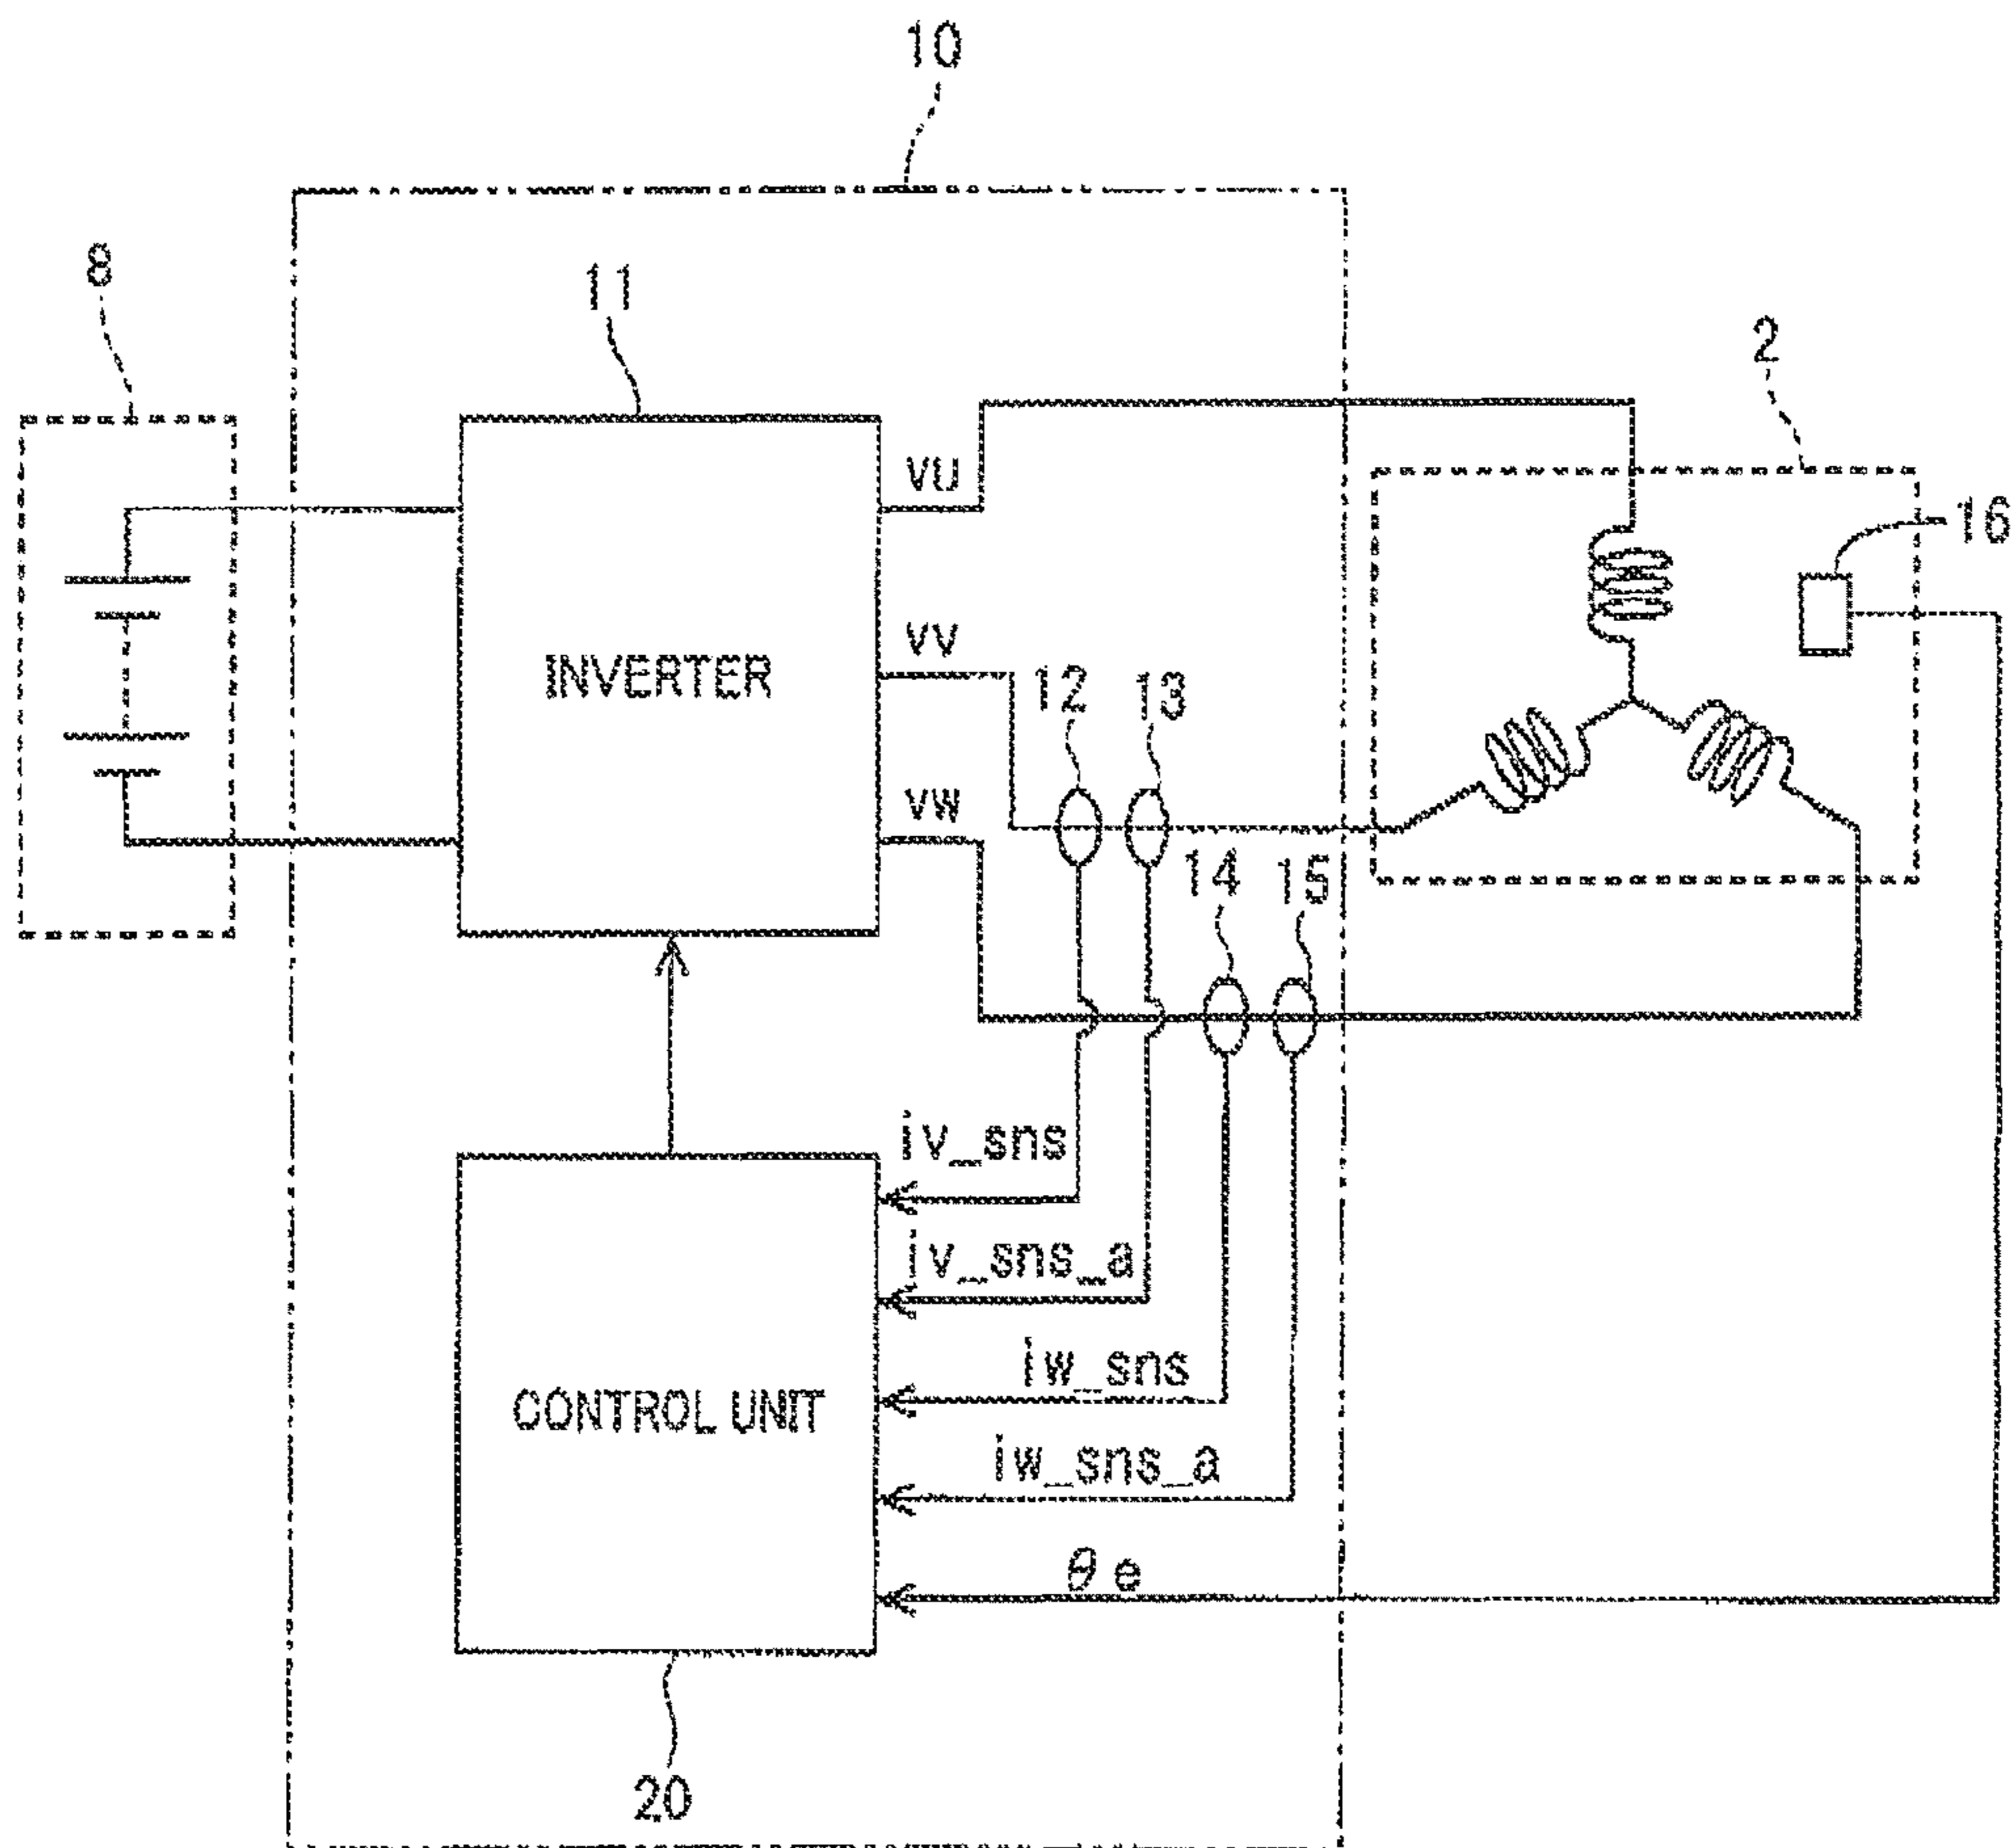 10
8
11
2
VU
16
INVERTER
VV
12
13
VW
14
15
iv_sns
iv_sns_a
iw_sns
CONTROL UNIT
iw_sns_a
θe
20